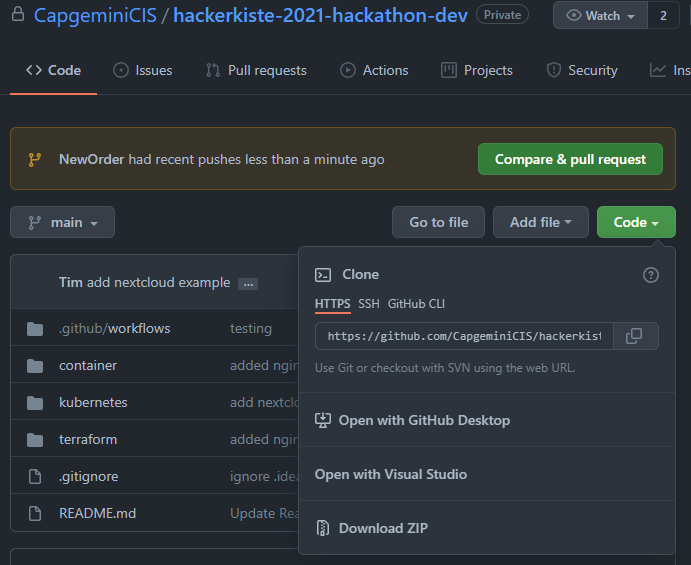 CapgeminiCIS / hackerkiste-2021-hackathon-dev Private Watch 2
Code Issues Pull requests Actions Projects Security Ins
NewOrder had recent pushes less than a minute ago Compare & pull request
main Go to file Add file Code
Tim add nextcloud example ...
.github/workflows testing
container added ngin
kubernetes add nextclo
terraform added ngin
.gitignore ignore .idea
README.md Update Rea
Clone
HTTPS SSH GitHub CLI
https://github.com/CapgeminiCIS/hackerkist
Use Git or checkout with SVN using the web URL.
Open with GitHub Desktop
Open with Visual Studio
Download ZIP